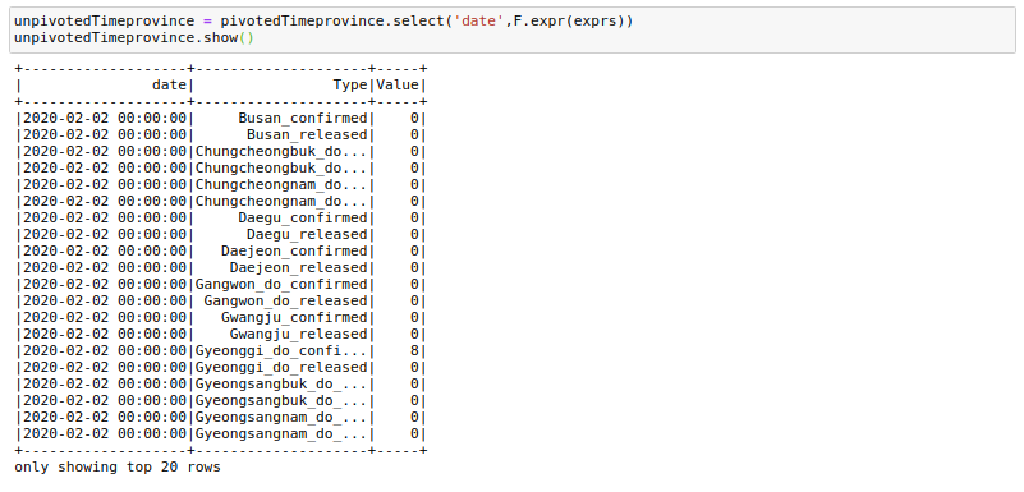 unpivotedTimeprovince = pivotedTimeprovince.select('date',F.expr(exprs))
unpivotedTimeprovince.show()
+-------------------+--------------------+-----+
|               date|                Type|Value|
+-------------------+--------------------+-----+
|2020-02-02 00:00:00|     Busan_confirmed|    0|
|2020-02-02 00:00:00|      Busan_released|    0|
|2020-02-02 00:00:00|Chungcheongbuk_do...|    0|
|2020-02-02 00:00:00|Chungcheongbuk_do...|    0|
|2020-02-02 00:00:00|Chungcheongnam_do...|    0|
|2020-02-02 00:00:00|Chungcheongnam_do...|    0|
|2020-02-02 00:00:00|     Daegu_confirmed|    0|
|2020-02-02 00:00:00|      Daegu_released|    0|
|2020-02-02 00:00:00|   Daejeon_confirmed|    0|
|2020-02-02 00:00:00|    Daejeon_released|    0|
|2020-02-02 00:00:00|Gangwon_do_confirmed|    0|
|2020-02-02 00:00:00| Gangwon_do_released|    0|
|2020-02-02 00:00:00|   Gwangju_confirmed|    0|
|2020-02-02 00:00:00|    Gwangju_released|    0|
|2020-02-02 00:00:00|Gyeonggi_do_confi...|    8|
|2020-02-02 00:00:00|Gyeonggi_do_released|    0|
|2020-02-02 00:00:00|Gyeongsangbuk_do_...|    0|
|2020-02-02 00:00:00|Gyeongsangbuk_do_...|    0|
|2020-02-02 00:00:00|Gyeongsangnam_do_...|    0|
|2020-02-02 00:00:00|Gyeongsangnam_do_...|    0|
+-------------------+--------------------+-----+
only showing top 20 rows